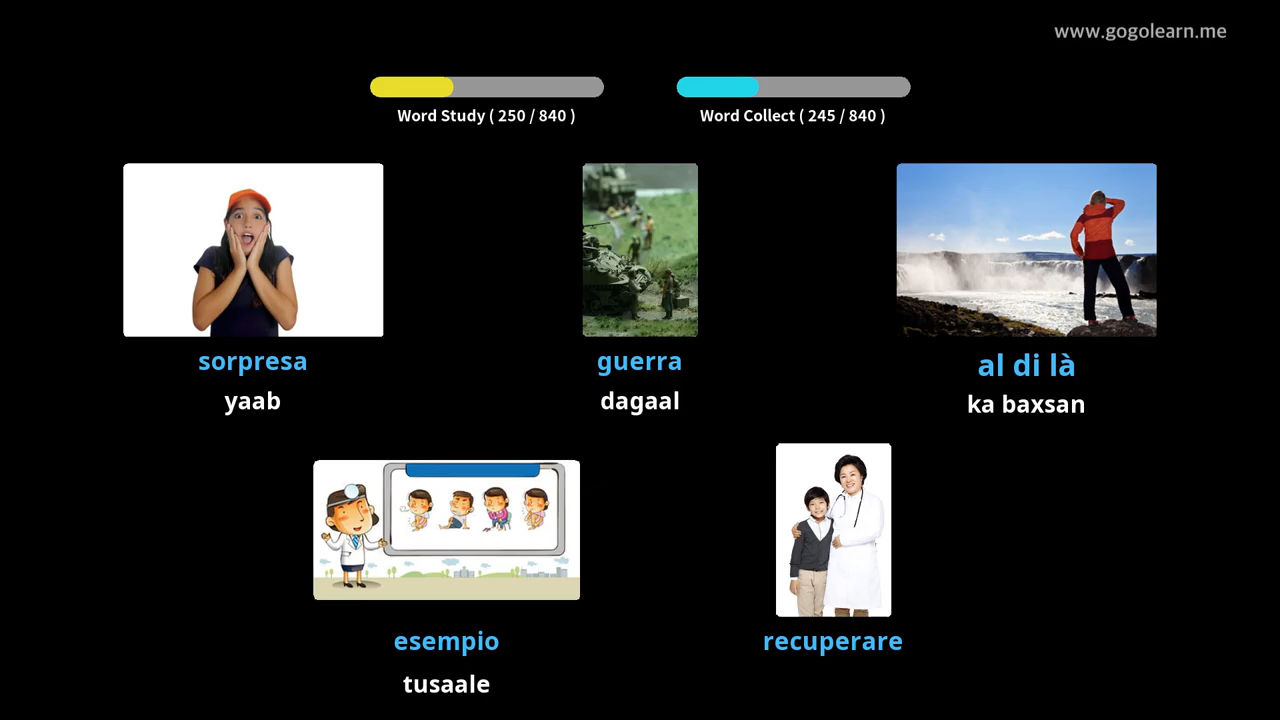 www.gogolearn.me
Word Study ( 250 / 840 )
Word Collect ( 245 / 840 )
sorpresa
yaab
guerra
dagaal
al di là
ka baxsan
esempio
tusaale
recuperare